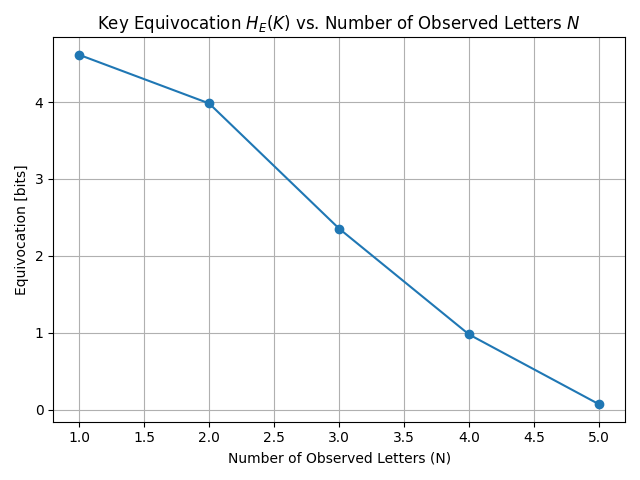 Key Equivocation $H_E(K)$ vs. Number of Observed Letters $N$
Equivocation [bits]
4
3
2
1
0
1.0 1.5 2.0 2.5 3.0 3.5 4.0 4.5 5.0
Number of Observed Letters (N)